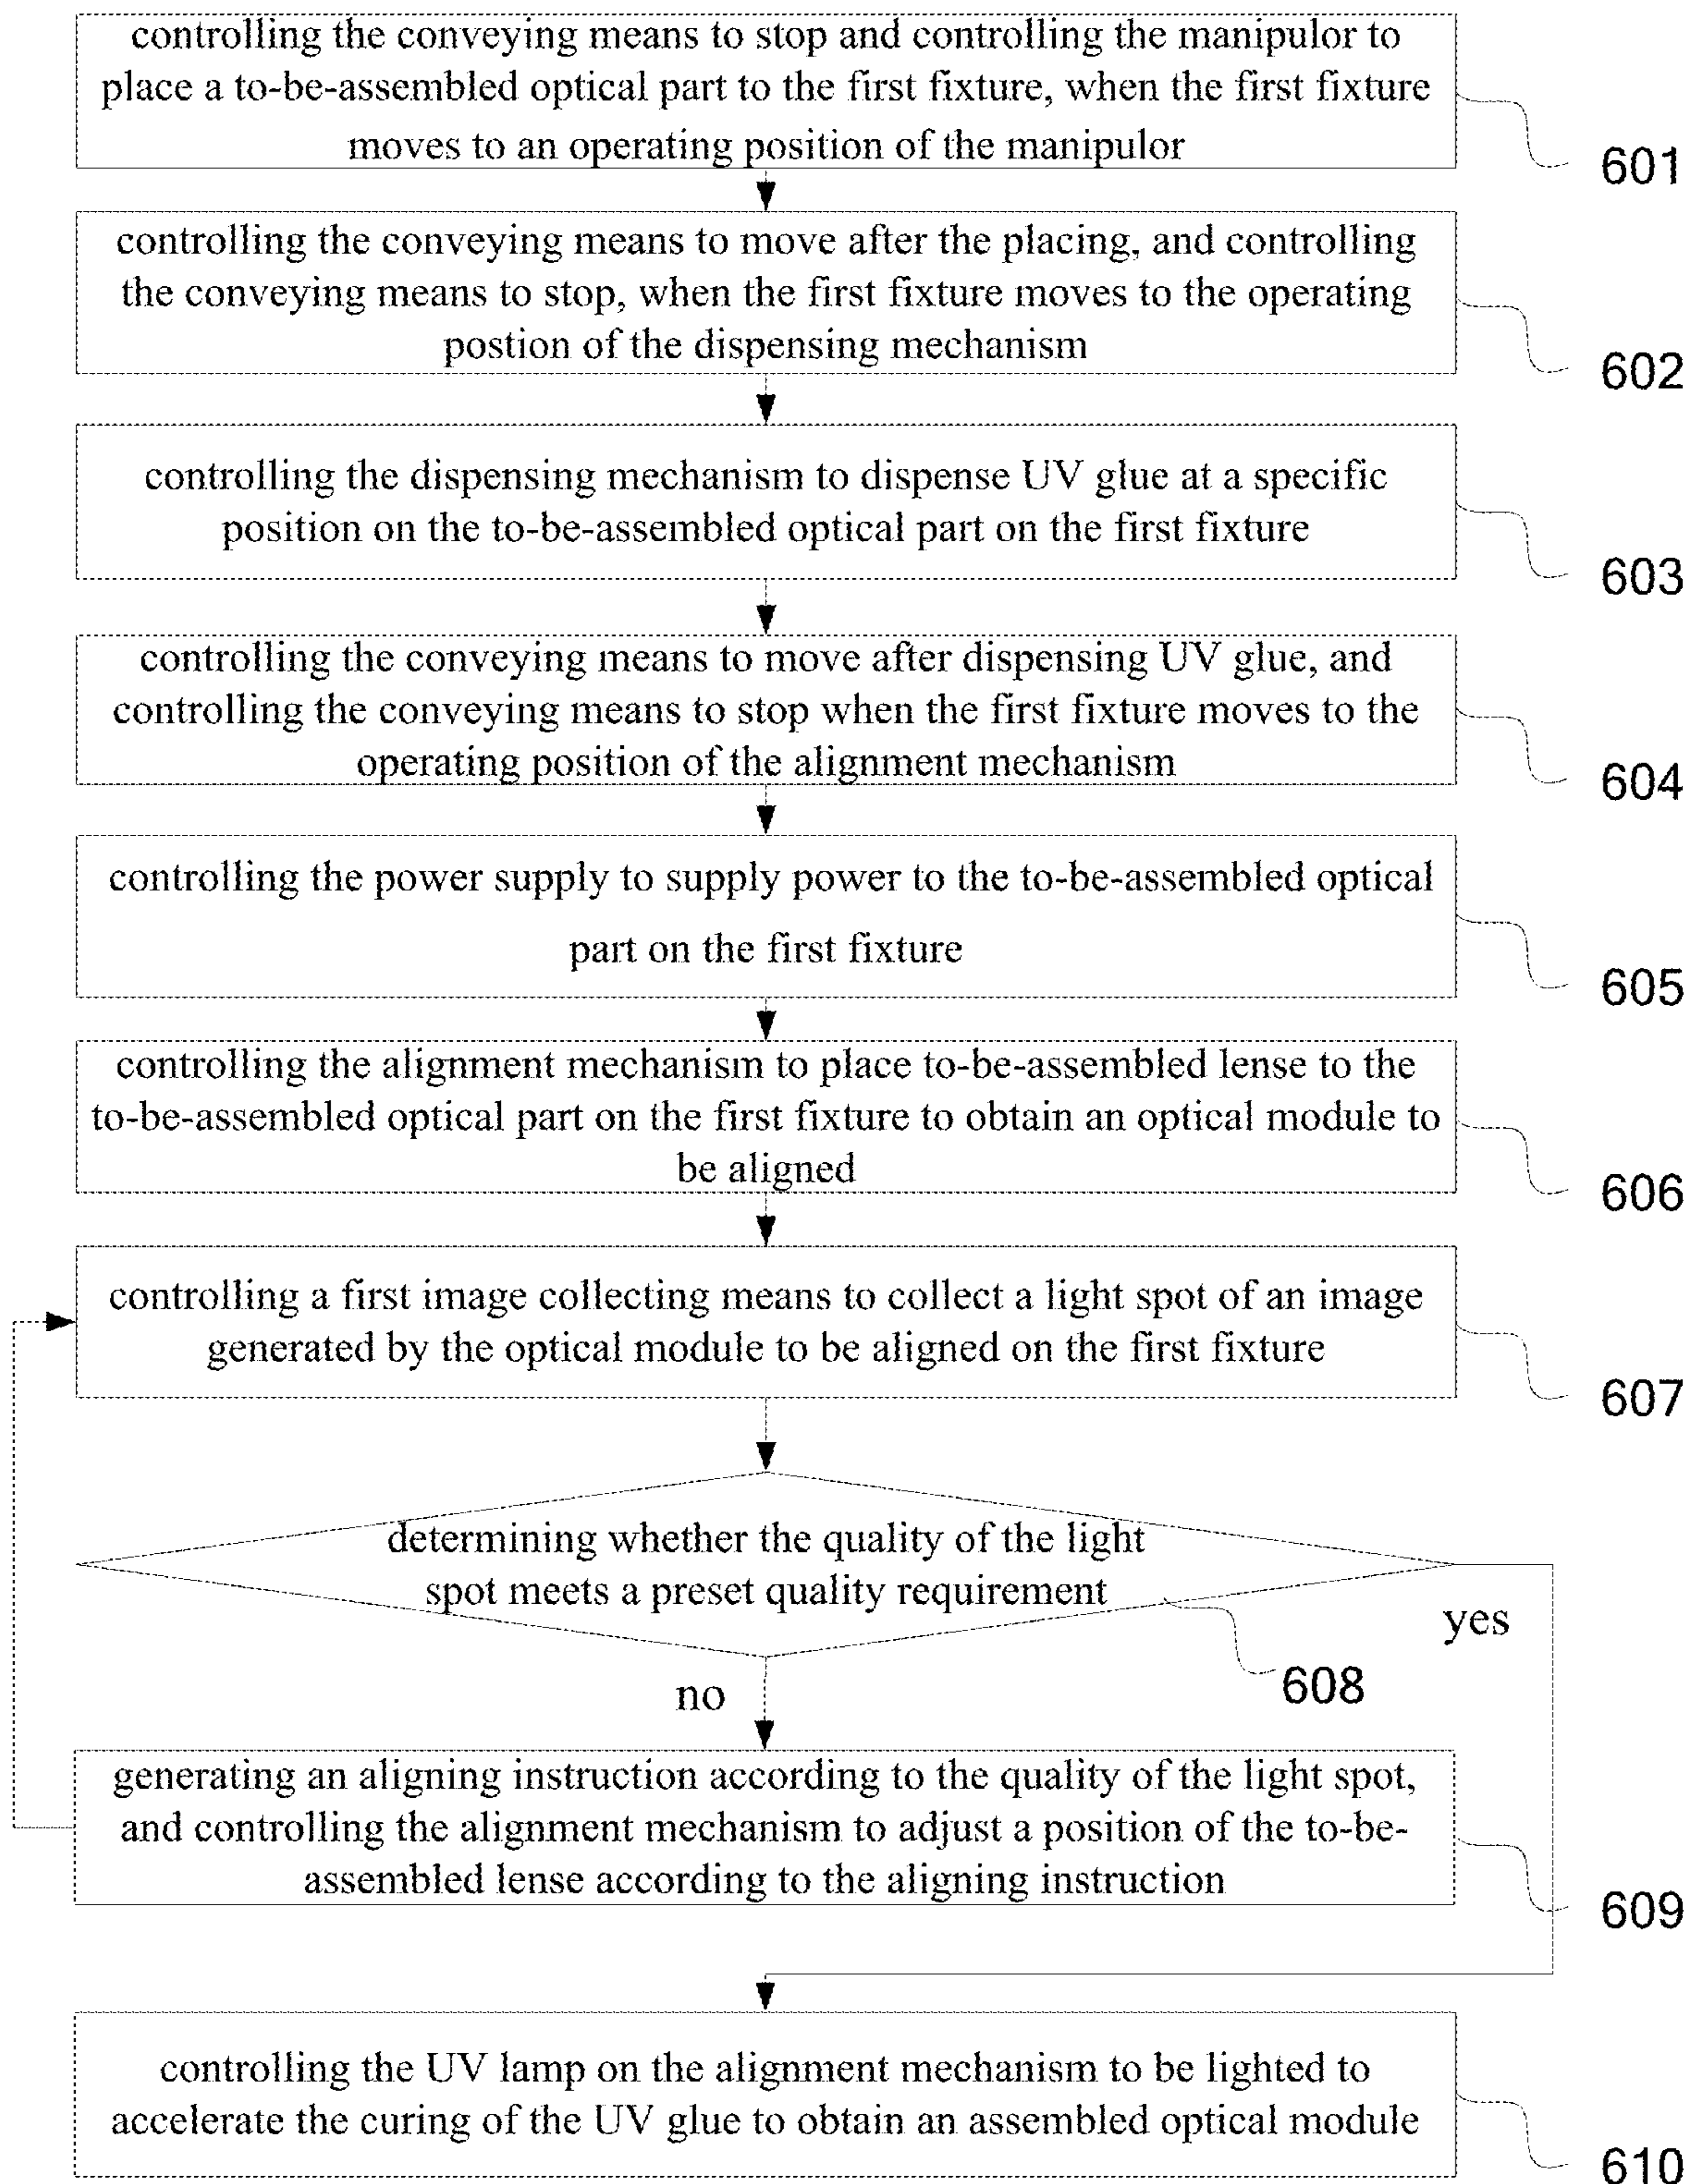 controlling the conveying means to stop and controlling the manipulor to
place a to-be-assembled optical part to the first fixture, when the first fixture
moves to an operating position of the manipulor
601
controlling the conveying means to move after the placing, and controlling
the conveying means to stop, when the first fixture moves to the operating
postion of the dispensing mechanism
602
controlling the dispensing mechanism to dispense UV glue at a specific
position on the to-be-assembled optical part on the first fixture
603
controlling the conveying means to move after dispensing UV glue, and
controlling the conveying means to stop when the first fixture moves to the
operating position of the alignment mechanism
604
controlling the power supply to supply power to the to-be-assembled optical
part on the first fixture
605
controlling the alignment mechanism to place to-be-assembled lense to the
to-be-assembled optical part on the first fixture to obtain an optical module to
be aligned
606
controlling a first image collecting means to collect a light spot of an image
generated by the optical module to be aligned on the first fixture
607
determining whether the quality of the light
spot meets a preset quality requirement
yes
608
no
generating an aligning instruction according to the quality of the light spot,
and controlling the alignment mechanism to adjust a position of the to-be-
assembled lense according to the aligning instruction
609
controlling the UV lamp on the alignment mechanism to be lighted to
accelerate the curing of the UV glue to obtain an assembled optical module
610